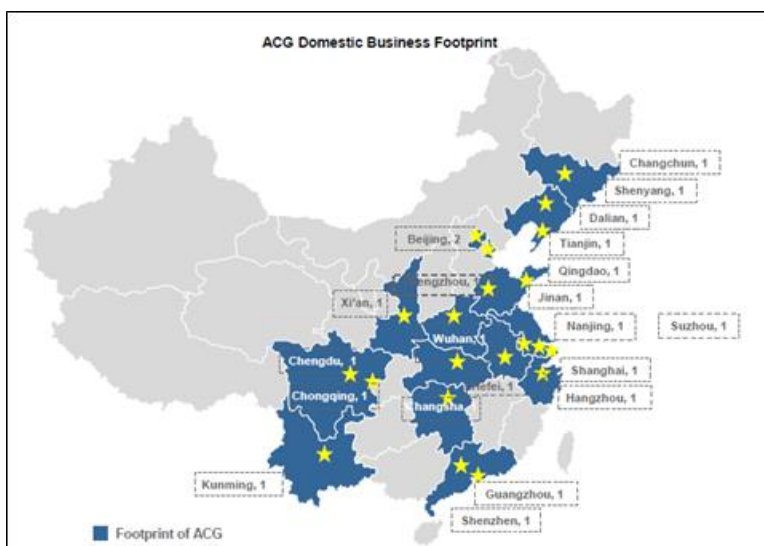 ACG Domestic Business Footprint
Changchun, 1
Shenyang, 1
Dalian, 1
Beijing, 2
Tianjin, 1
Qingdao, 1
Xi'an, 1
Jinan, 1
Nanjing, 1
Suzhou, 1
Wuhan, 1
Chengdu, 1
Shanghai, 1
Chongqing, 1
Hangzhou, 1
Kunming, 1
Guangzhou, 1
Shenzhen, 1
Footprint of ACG